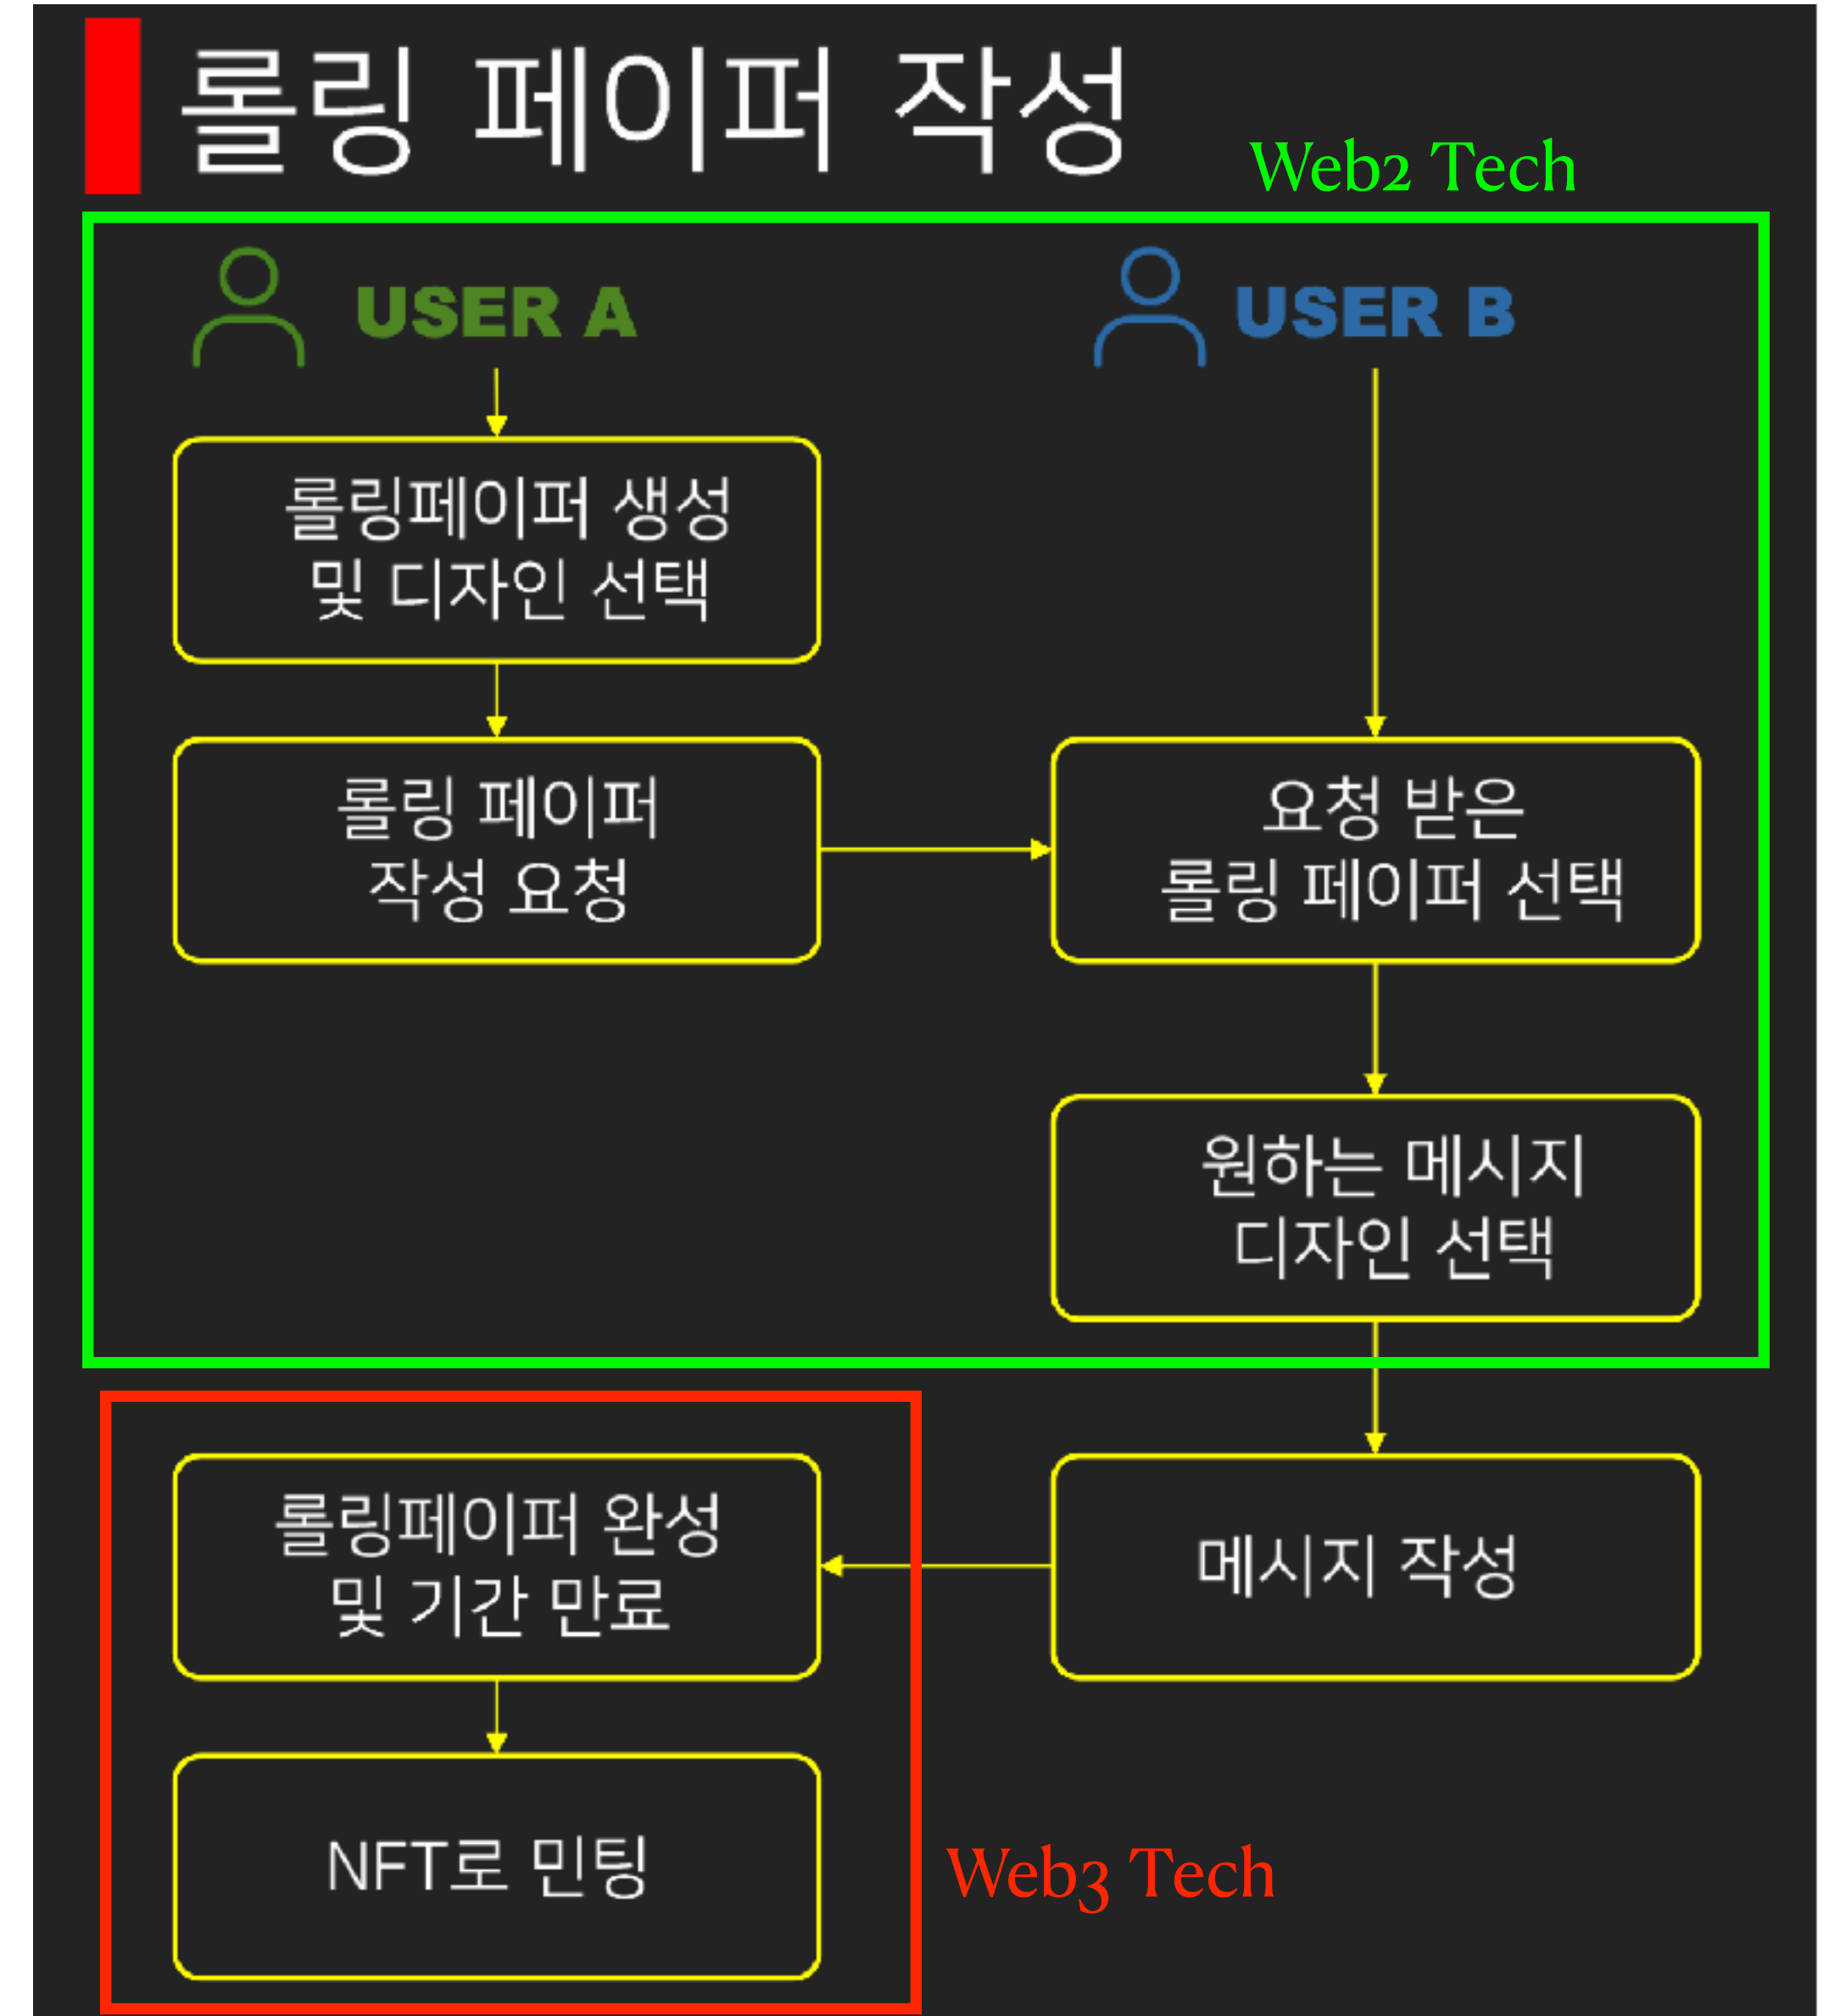 롤링 페이퍼 작성
Web2 Tech
USER A
USER B
롤링페이퍼 생성
및 디자인 선택
롤링 페이퍼
작성 요청
요청 받은
롤링 페이퍼 선택
원하는 메시지
디자인 선택
메시지 작성
롤링페이퍼 완성
및 기간 만료
NFT로 민팅
Web3 Tech